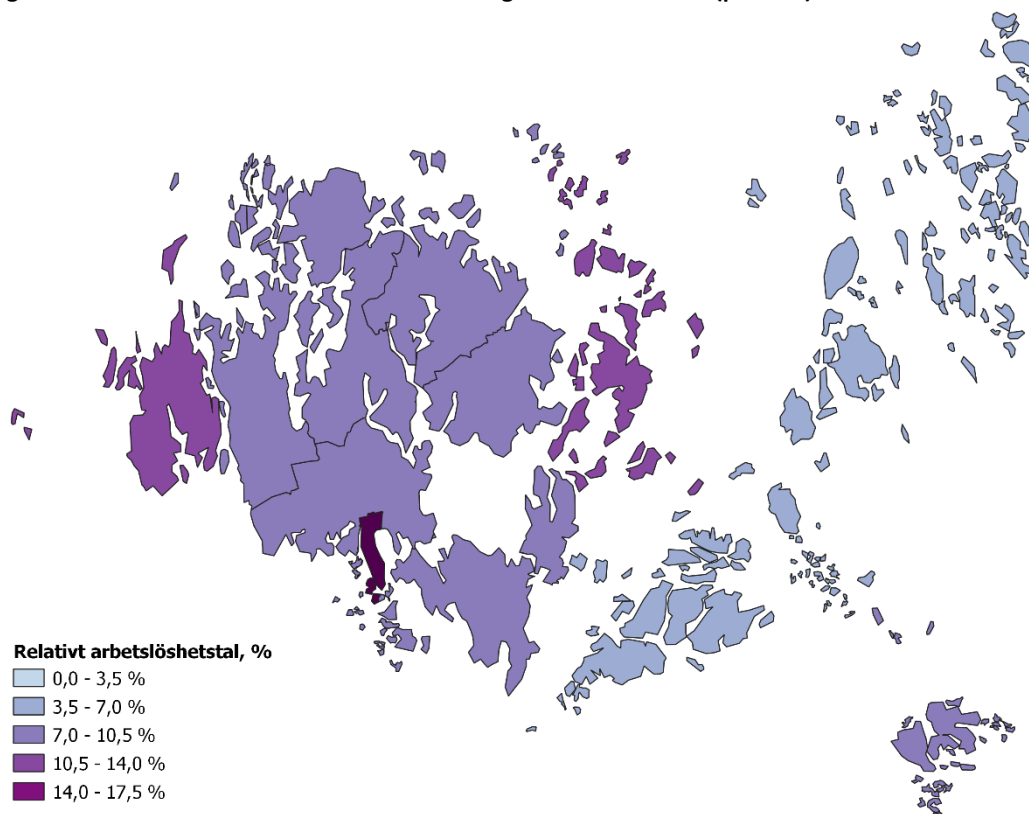 Relativt arbetslöshetstal, %
0,0 - 3,5 %
3,5 - 7,0 %
7,0 - 10,5 %
10,5 - 14,0 %
14,0 - 17,5 %